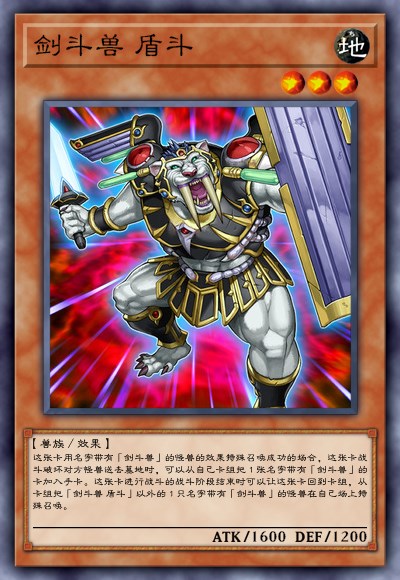 剑斗兽 盾斗
地
【兽族／效果】
这张卡用名字带有「剑斗兽」的怪兽的效果特殊召唤成功的场合，这张卡战
斗破坏对方怪兽送去墓地时，可以从自己卡组把1张名字带有「剑斗兽」的
卡加入手卡。这张卡进行战斗的战斗阶段结束时可以让这张卡回到卡组，从
卡组把「剑斗兽 盾斗」以外的1只名字带有「剑斗兽」的怪兽在自己场上特
殊召唤。
ATK/1600 DEF/1200